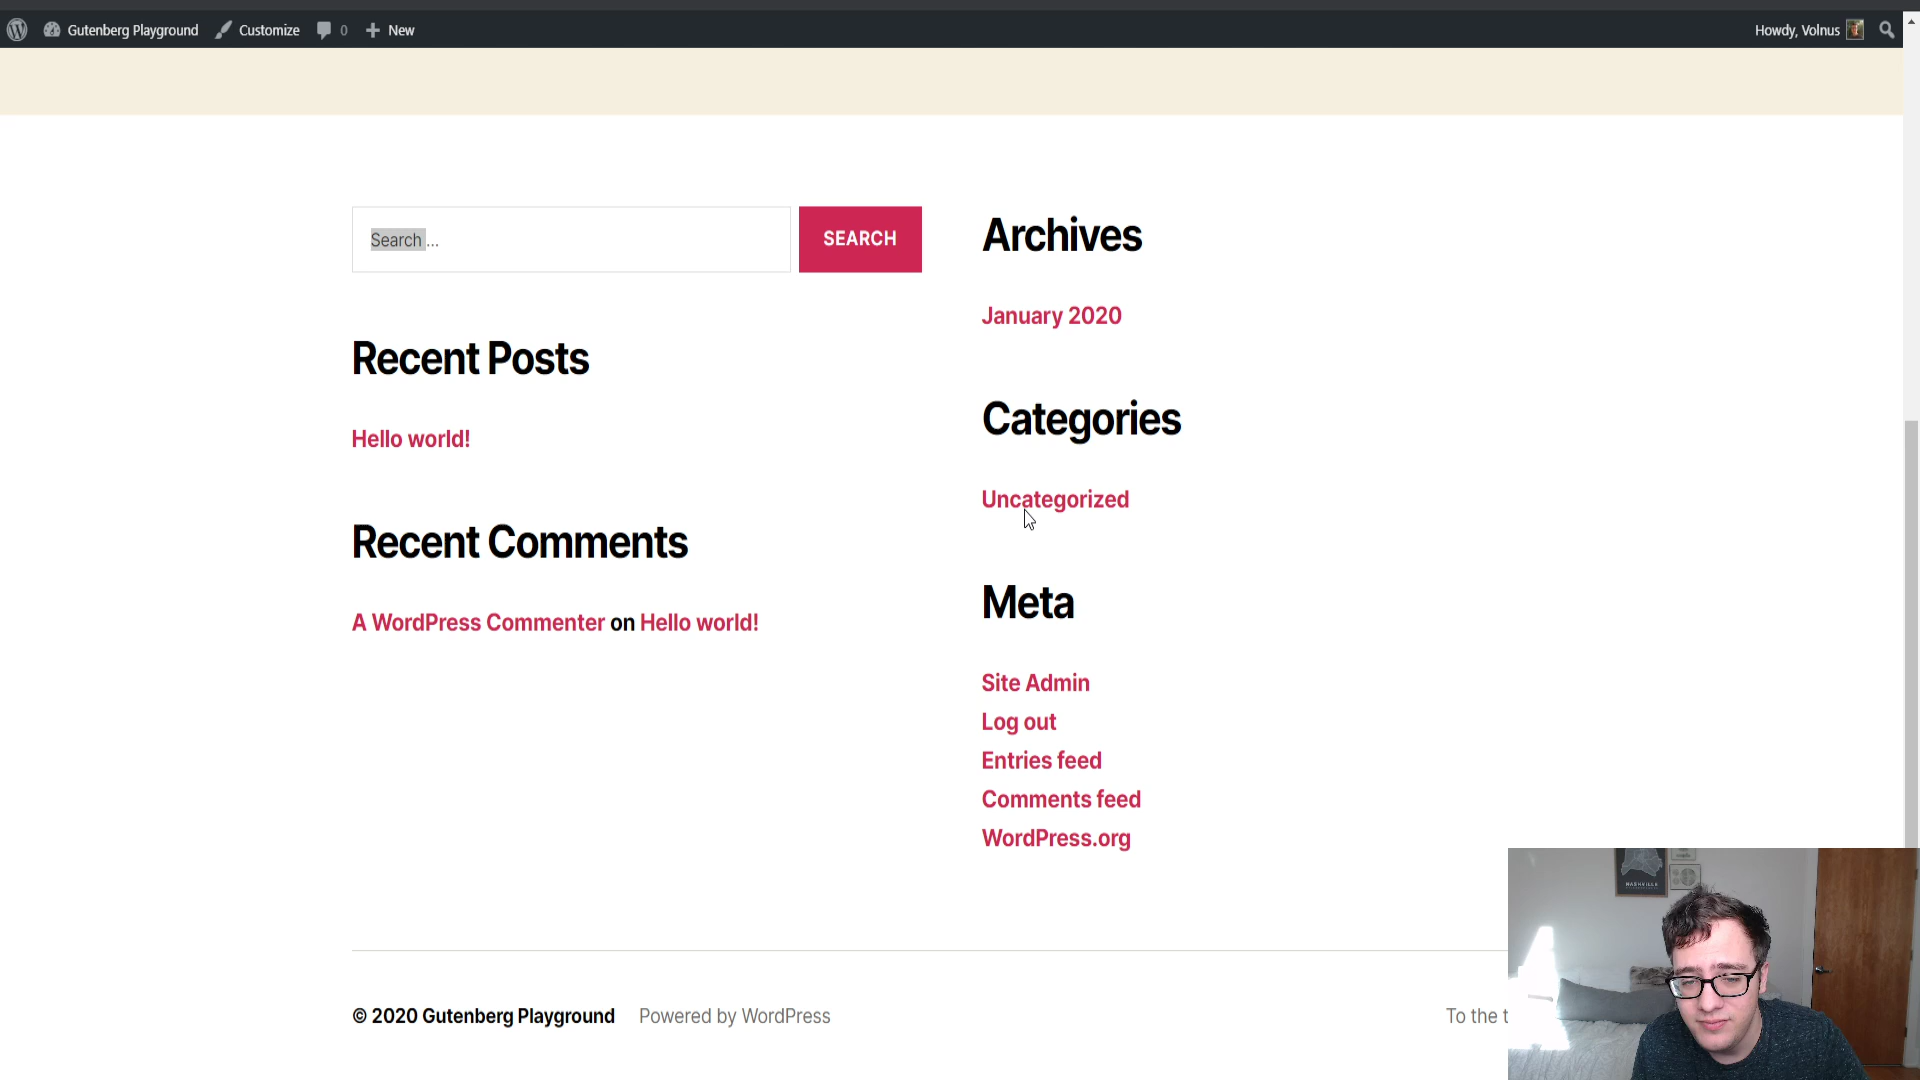 Gutenberg Playground Customize 0 New Howdy, Volnus
Search ...
SEARCH
Recent Posts
Hello world!
Recent Comments
A WordPress Commenter on Hello world!
Archives
January 2020
Categories
Uncategorized
Meta
Site Admin
Log out
Entries feed
Comments feed
WordPress.org
© 2020 Gutenberg Playground Powered by WordPress To the t
NASHVILLE